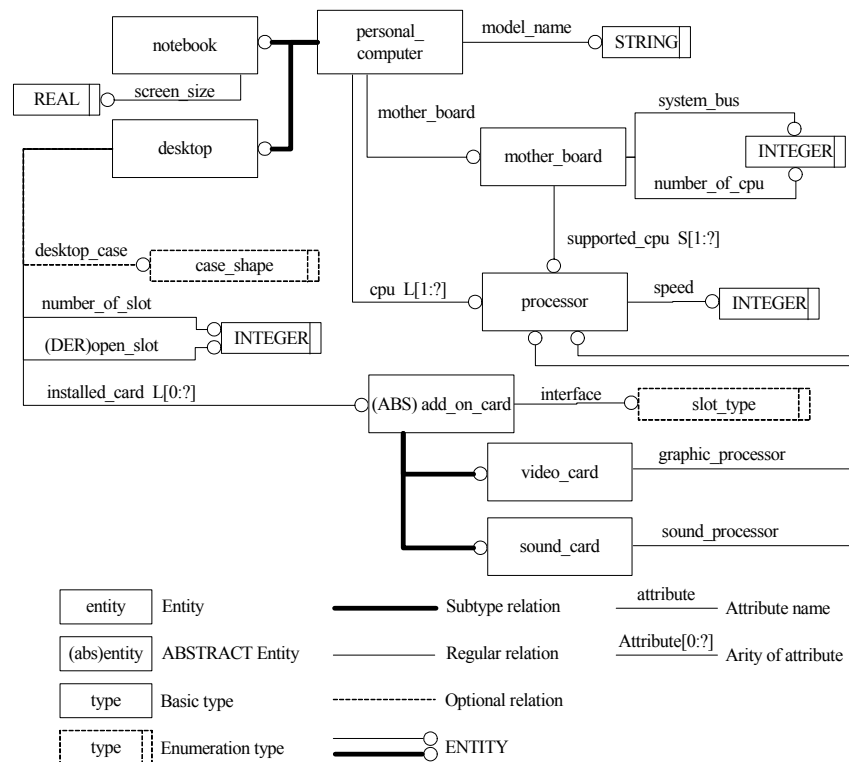 notebook
personal_
computer
model_name
STRING
REAL
screen_size
mother_board
system_bus
desktop
mother_board
INTEGER
number_of_cpu
desktop_case
case_shape
supported_cpu S[1:?]
number_of_slot
cpu L[1:?]
processor
speed
INTEGER
INTEGER
(DER)open_slot
installed_card L[0:?]
(ABS) add_on_card
interface
slot_type
video_card
graphic_processor
sound_card
sound_processor
entity Entity
Subtype relation
attribute
Attribute name
(abs)entity ABSTRACT Entity
Regular relation
Attribute[0:?]
Arity of attribute
type Basic type
Optional relation
type Enumeration type
ENTITY